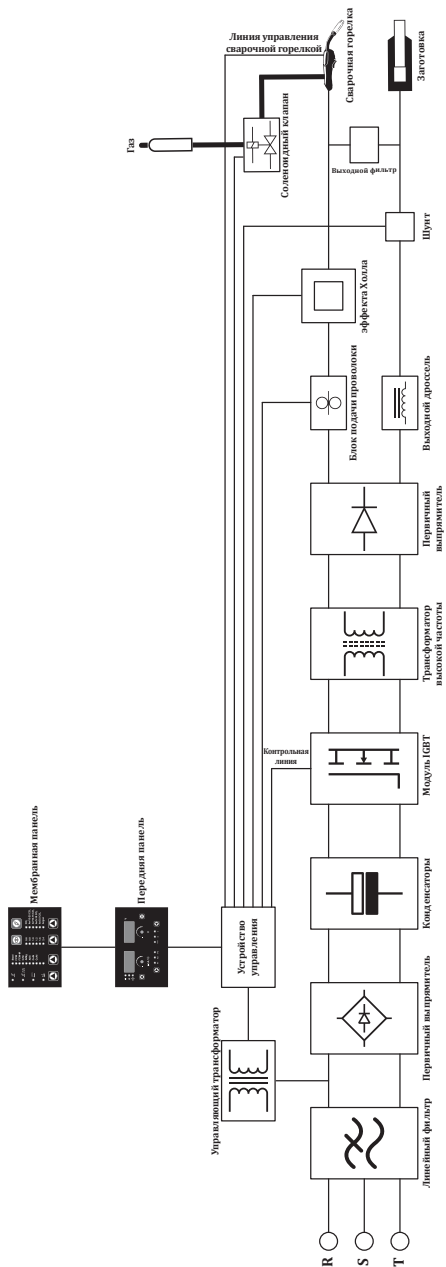 Линия управления
сварочной горелкой
Сварочная горелка
Заготовка
Газ
Соленоидный клапан
Выходной фильтр
Шунт
эффекта Холла
Блок подачи проволоки
Выходной дроссель
Первичный
выпрямитель
Трансформатор
высокой частоты
Контрольная
линия
Модуль IGBT
Мембранная панель
Передняя панель
Устройство
управления
Конденсаторы
Управляющий трансформатор
Первичный выпрямитель
Линейный фильтр
R
S
T